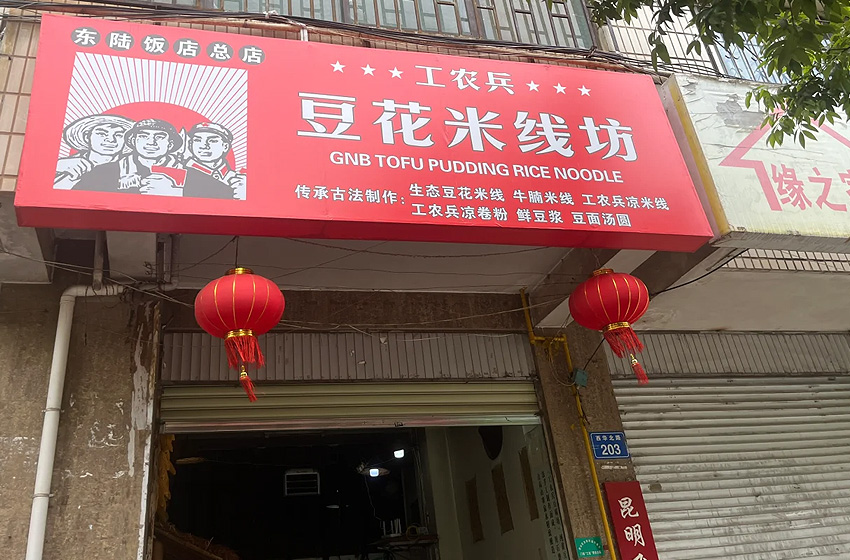 东陆饭店总店
★★★工农兵★★★
豆花米线坊
GNB TOFU PUDDING RICE NOODLE
传承古法制作：生态豆花米线 牛腩米线 工农兵凉米线
工农兵凉卷粉 鲜豆浆 豆面汤圆
缘之
203
昆明